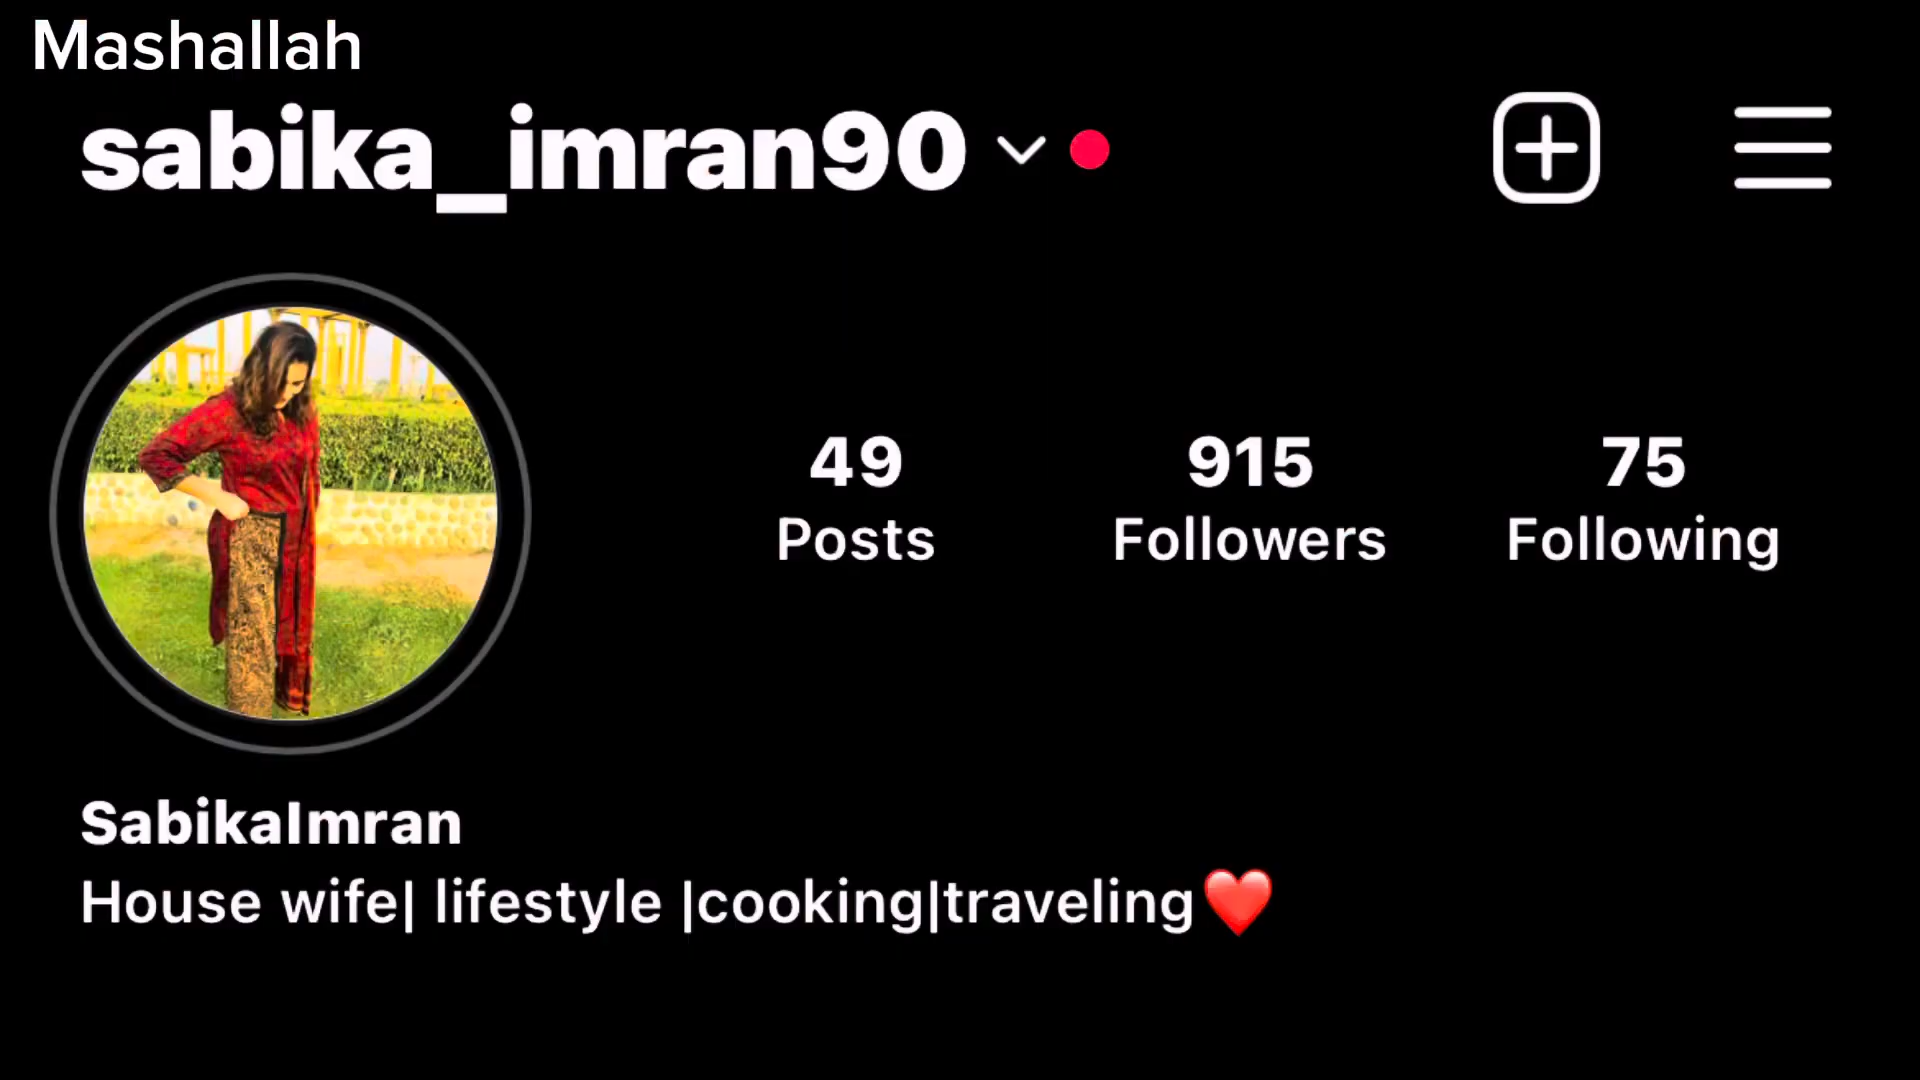 Mashallah
sabika_imran90
49 915 75
Posts Followers Following
SabikaImran
House wife| lifestyle |cooking|traveling❤️